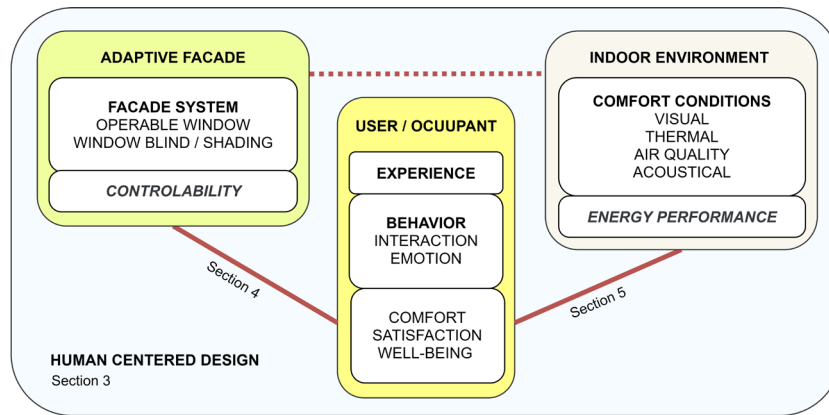 ADAPTIVE FACADE
FACADE SYSTEM
OPERABLE WINDOW
WINDOW BLIND / SHADING
CONTROLABILITY
USER / OCUUPANT
EXPERIENCE
BEHAVIOR
INTERACTION
EMOTION
COMFORT
SATISFACTION
WELL-BEING
INDOOR ENVIRONMENT
COMFORT CONDITIONS
VISUAL
THERMAL
AIR QUALITY
ACOUSTICAL
ENERGY PERFORMANCE
Section 4
Section 5
HUMAN CENTERED DESIGN
Section 3